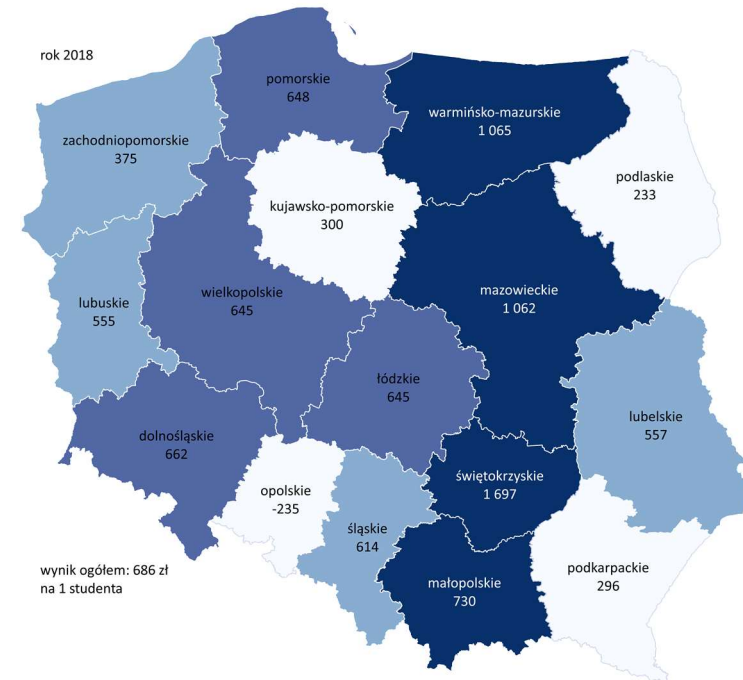 rok 2018
pomorskie
648
warmińsko-mazurskie
1 065
zachodniopomorskie
375
podlaskie
233
kujawsko-pomorskie
300
wielkopolskie
645
mazowieckie
1 062
lubuskie
555
łódzkie
645
lubelskie
557
dolnośląskie
662
świętokrzyskie
1 697
opolskie
-235
śląskie
614
podkarpackie
296
małopolskie
730
wynik ogółem: 686 zł
na 1 studenta